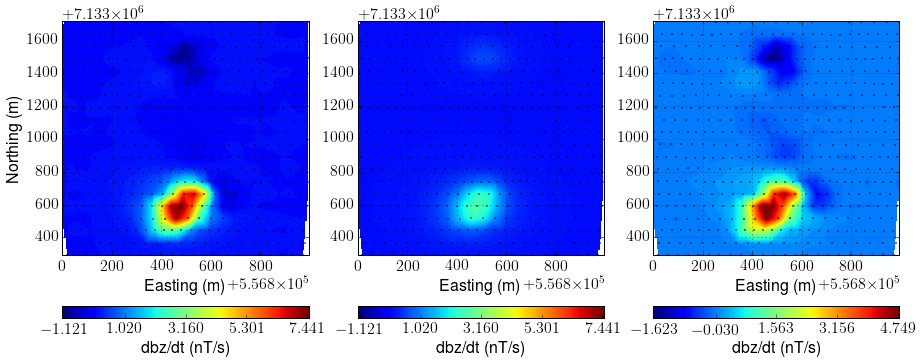 +7.133×10⁶ +7.133×10⁶ +7.133×10⁶
1600 1600 1600
1400 1400 1400
1200 1200 1200
Northing (m)
1000 1000 1000
800 800 800
600 600 600
400 400 400
0 200 400 600 800 0 200 400 600 800 0 200 400 600 800
Easting (m) +5.568×10⁵ Easting (m) +5.568×10⁵ Easting (m) +5.568×10⁵
−1.121 1.020 3.160 5.301 7.441 −1.121 1.020 3.160 5.301 7.441 −1.623 −0.030 1.563 3.156 4.749
dbz/dt (nT/s) dbz/dt (nT/s) dbz/dt (nT/s)